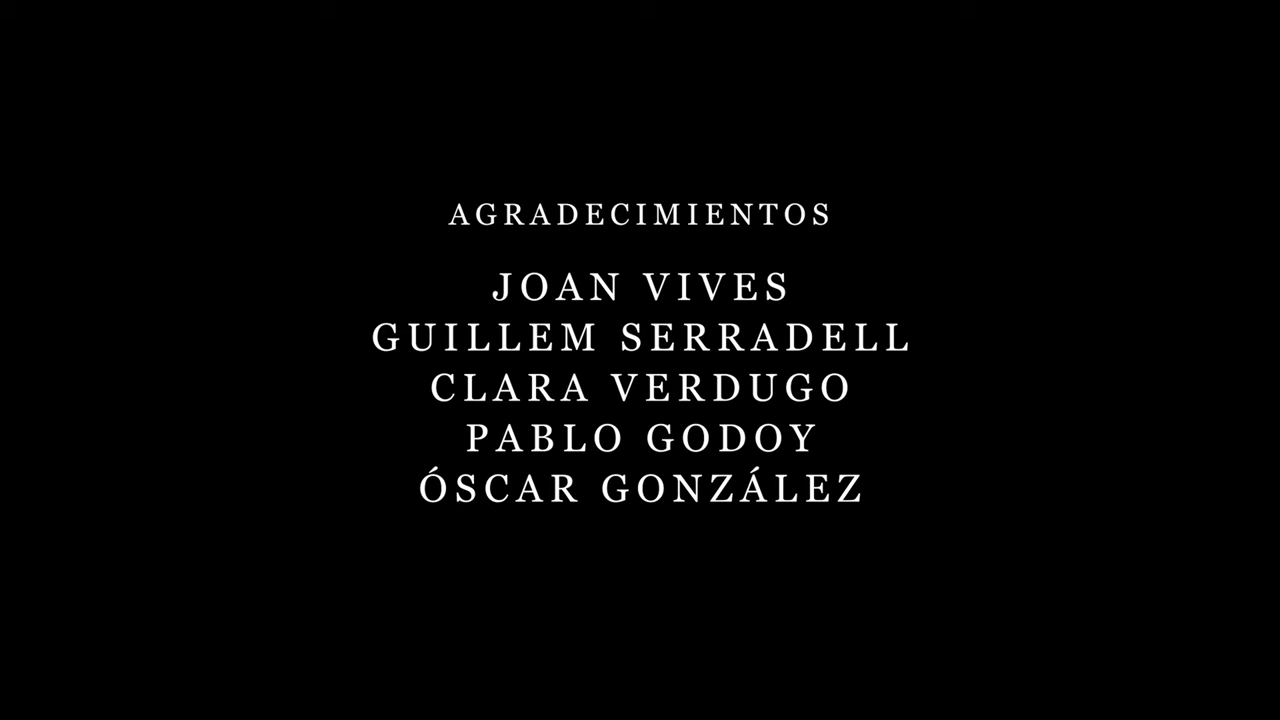 AGRADECIMIENTOS
JOAN VIVES
GUILLEM SERRADELL
CLARA VERDUGO
PABLO GODOY
ÓSCAR GONZÁLEZ